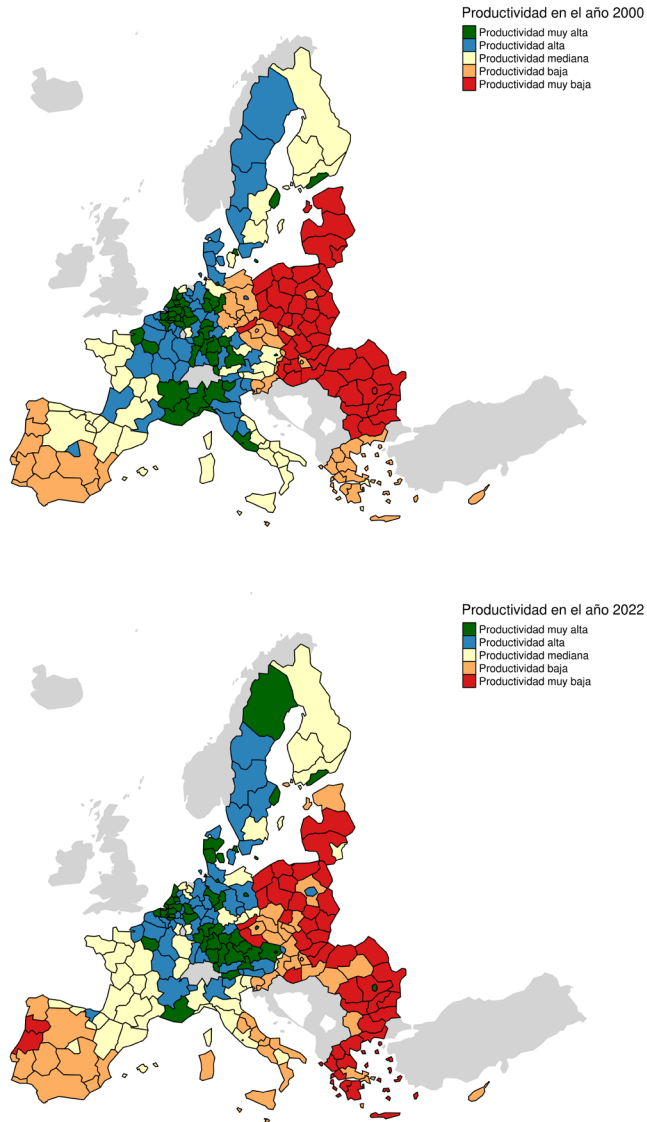 Productividad en el año 2000
Productividad muy alta
Productividad alta
Productividad mediana
Productividad baja
Productividad muy baja
Productividad en el año 2022
Productividad muy alta
Productividad alta
Productividad mediana
Productividad baja
Productividad muy baja